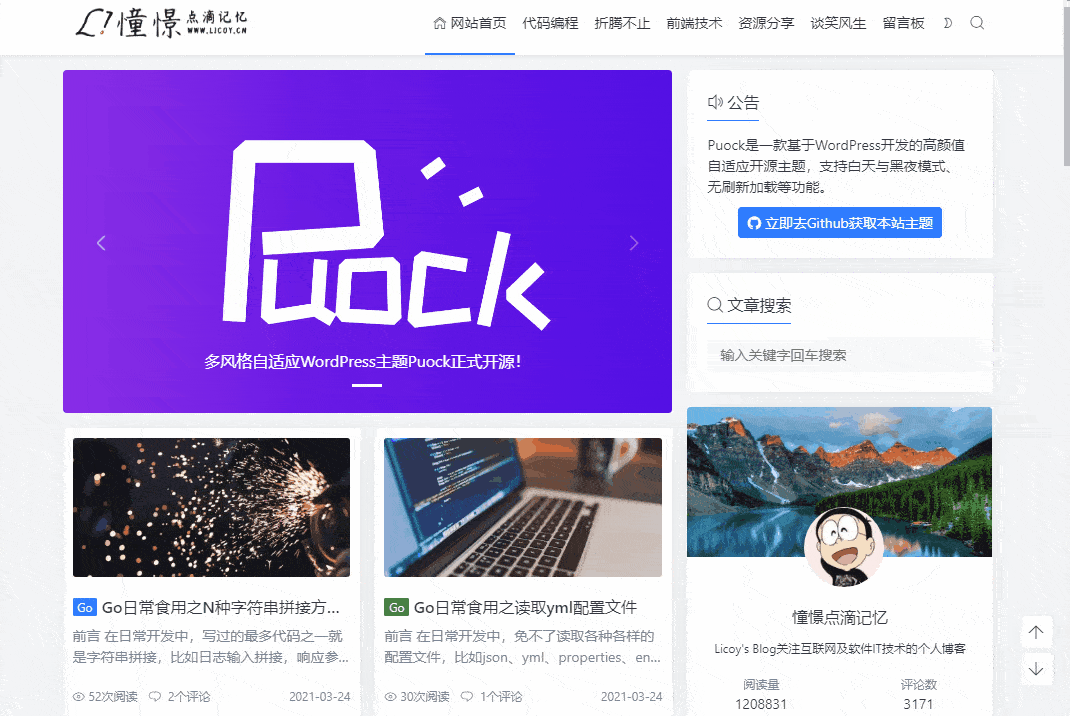 憧憬 点滴记忆
WWW.LICOY.CN
网站首页 代码编程 折腾不止 前端技术 资源分享 谈笑风生 留言板
Puock
多风格自适应WordPress主题Puock正式开源！
公告
Puock是一款基于WordPress开发的高颜值
自适应开源主题，支持白天与黑夜模式、
无刷新加载等功能。
立即去Github获取本站主题
文章搜索
输入关键字回车搜索
Go Go日常食用之N种字符串拼接方...
前言 在日常开发中，写过的最多代码之一就
是字符串拼接，比如日志输入拼接，响应参...
52次阅读 2个评论 2021-03-24
Go Go日常食用之读取yml配置文件
前言 在日常开发中，免不了读取各种各样的
配置文件，比如json、yml、properties、en...
30次阅读 1个评论 2021-03-24
憧憬点滴记忆
Licoy's Blog关注互联网及软件IT技术的个人博客
阅读量 评论数
1208831 3171